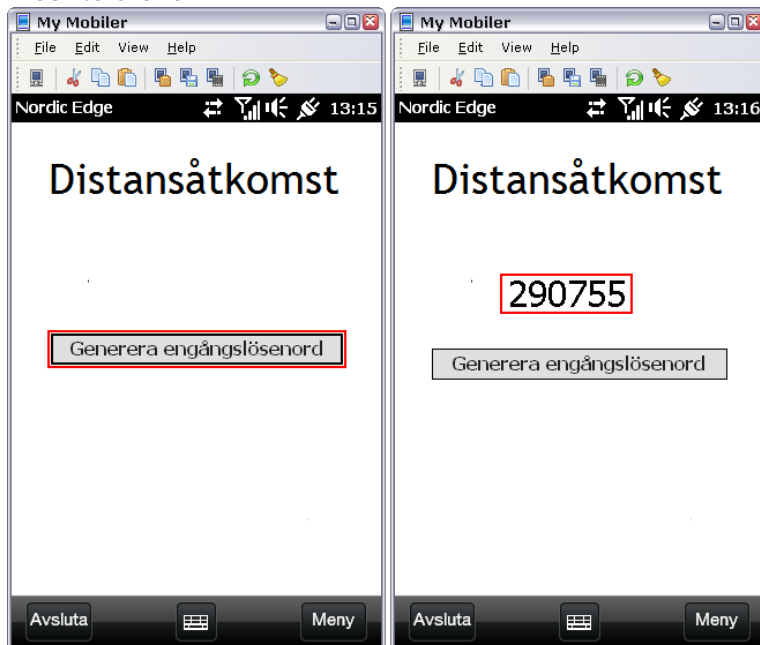 My Mobiler
File Edit View Help
Nordic Edge 13:15
Distansåtkomst
Generera engångslösenord
Avsluta Meny
My Mobiler
File Edit View Help
Nordic Edge 13:16
Distansåtkomst
290755
Generera engångslösenord
Avsluta Meny